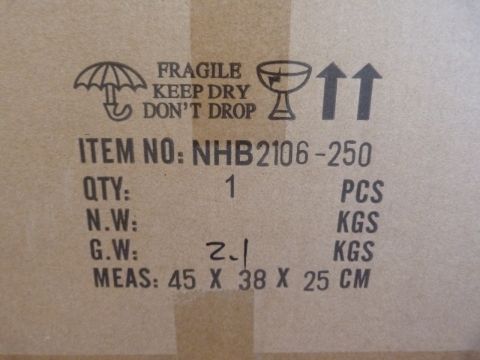 FRAGILE
KEEP DRY
DON'T DROP
ITEM NO: NHB2106-250
QTY: 1 PCS
N.W: KGS
G.W: 2.1 KGS
MEAS: 45 X 38 X 25 CM